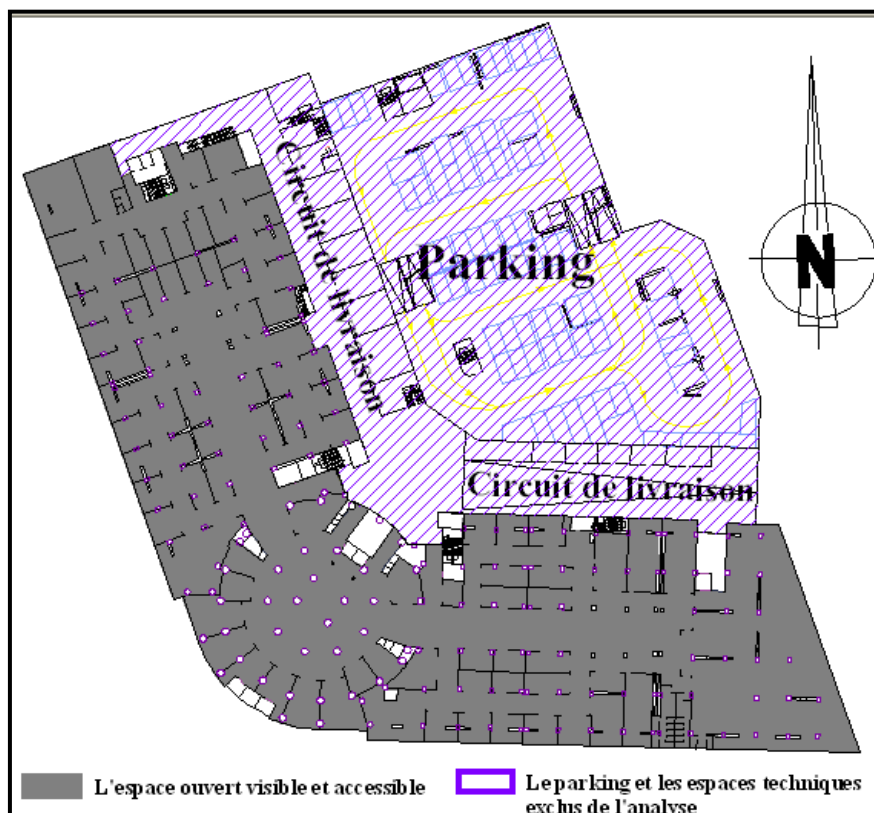 N
Circuit de livraison
Parking
Circuit de livraison
L'espace ouvert visible et accessible
Le parking et les espaces techniques
exclus de l'analyse